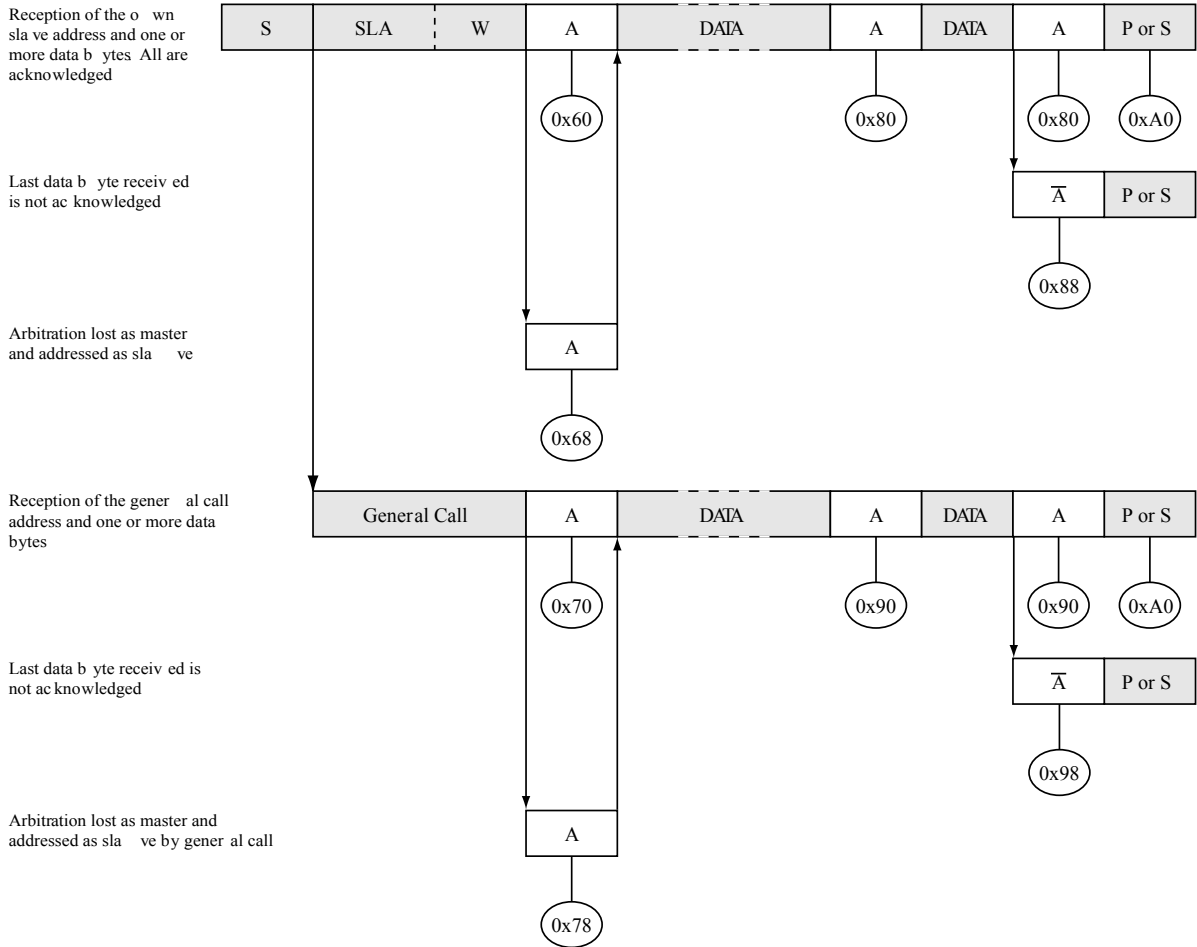 Reception of the o wn
sla ve address and one or
more data b ytes. All are
acknowledged
S SLA W A DATA A DATA A P or S
0x60 0x80 0x80 0xA0
Last data b yte receiv ed
is not ac knowledged
A̅ P or S
0x88
Arbitration lost as master
and addressed as sla ve
A
0x68
Reception of the gener al call
address and one or more data
bytes
General Call A DATA A DATA A P or S
0x70 0x90 0x90 0xA0
Last data b yte receiv ed is
not ac knowledged
A̅ P or S
0x98
Arbitration lost as master and
addressed as sla ve by gener al call
A
0x78